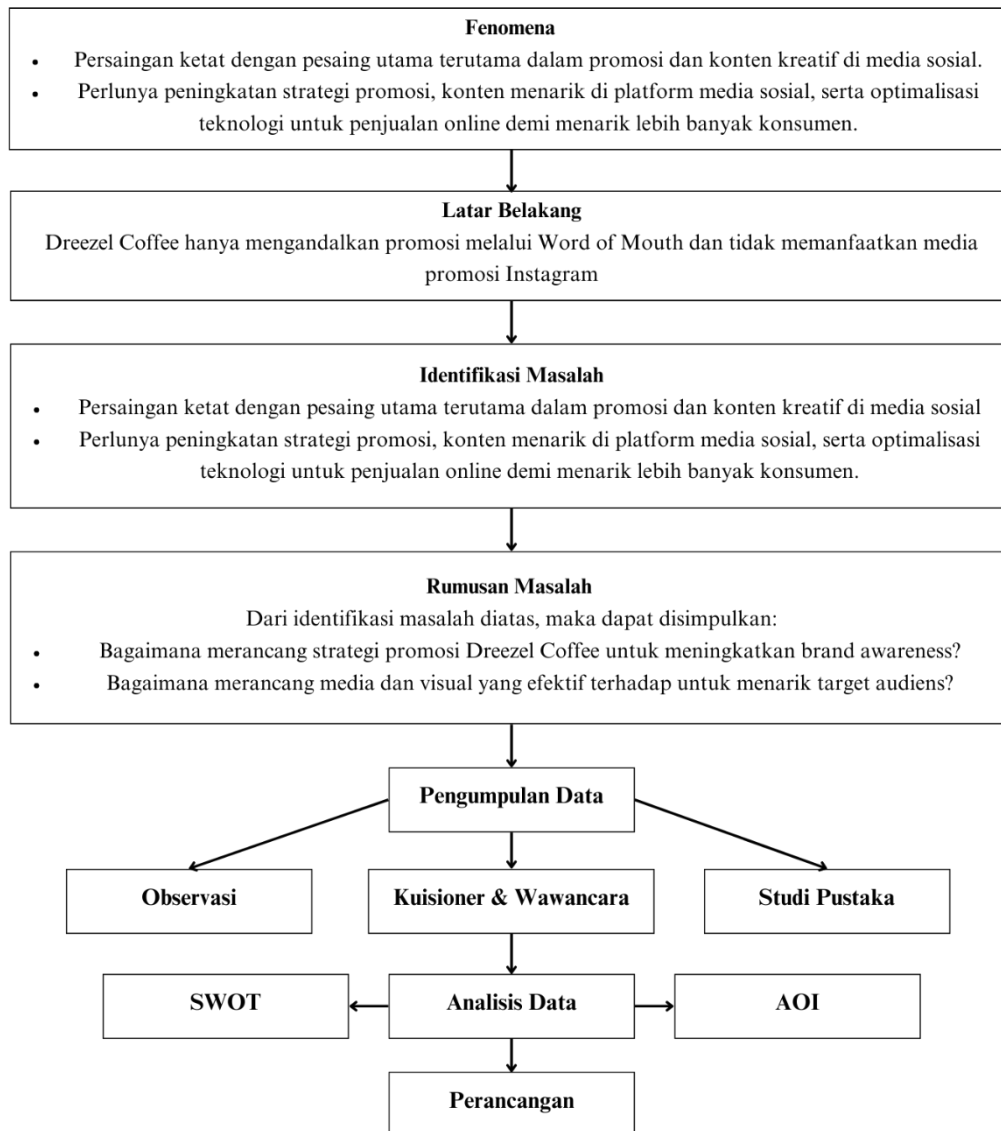 Fenomena
• Persaingan ketat dengan pesaing utama terutama dalam promosi dan konten kreatif di media sosial.
• Perlunya peningkatan strategi promosi, konten menarik di platform media sosial, serta optimalisasi
teknologi untuk penjualan online demi menarik lebih banyak konsumen.
Latar Belakang
Dreezel Coffee hanya mengandalkan promosi melalui Word of Mouth dan tidak memanfaatkan media
promosi Instagram
Identifikasi Masalah
• Persaingan ketat dengan pesaing utama terutama dalam promosi dan konten kreatif di media sosial
• Perlunya peningkatan strategi promosi, konten menarik di platform media sosial, serta optimalisasi
teknologi untuk penjualan online demi menarik lebih banyak konsumen.
Rumusan Masalah
Dari identifikasi masalah diatas, maka dapat disimpulkan:
• Bagaimana merancang strategi promosi Dreezel Coffee untuk meningkatkan brand awareness?
• Bagaimana merancang media dan visual yang efektif terhadap untuk menarik target audiens?
Pengumpulan Data
Observasi
Kuisioner & Wawancara
Studi Pustaka
SWOT
Analisis Data
AOI
Perancangan